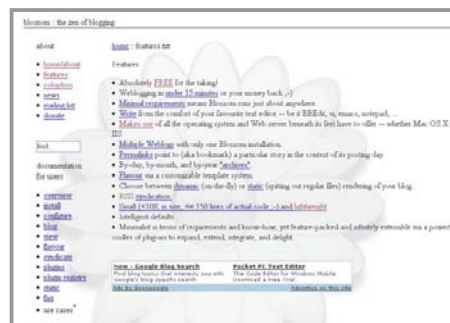 blosxom :: the zen of blogging
about
home/about
features
colophon
news
mailing list
donate
find
documentation
for users
overview
install
configure
blog
view
flavour
syndicate
plugins
plugin registry
static
faq
use cases
home :: features.txt
Features
Absolutely FREE for the taking!
Weblogging in under 15 minutes or your money back ;-)
Minimal requirements means Blosxom runs just about anywhere.
Write from the comfort of your favourite text editor -- be it BBEdit, vi, emacs, notepad, ...
Makes use of all the operating system and Web server beneath its feet have to offer -- whether Mac OS X
IIS.
Multiple Weblogs with only one Blosxom installation.
Permalinks point to (aka bookmark) a particular story in the context of its posting day.
By-day, by-month, and by-year "archives".
Flavour via a customizable template system.
Choose between dynamic (on-the-fly) or static (spitting out regular files) rendering of your blog.
RSS syndication.
Small (<10K in size; <= 150 lines of actual code ;-) and lightweight
Intelligent defaults
Minimalist in terms of requirements and know-how, yet feature-packed and infinitely extensible via a powerf
oodles of plug-ins to expand, extend, integrate, and delight.
New - Google Blog Search
Find blog topics that interests you with
Google's blog specific search
Pocket PC Text Editor
The Code Editor for Windows Mobile
Download a Free Trial
Ads by Goooooogle
Advertise on this site